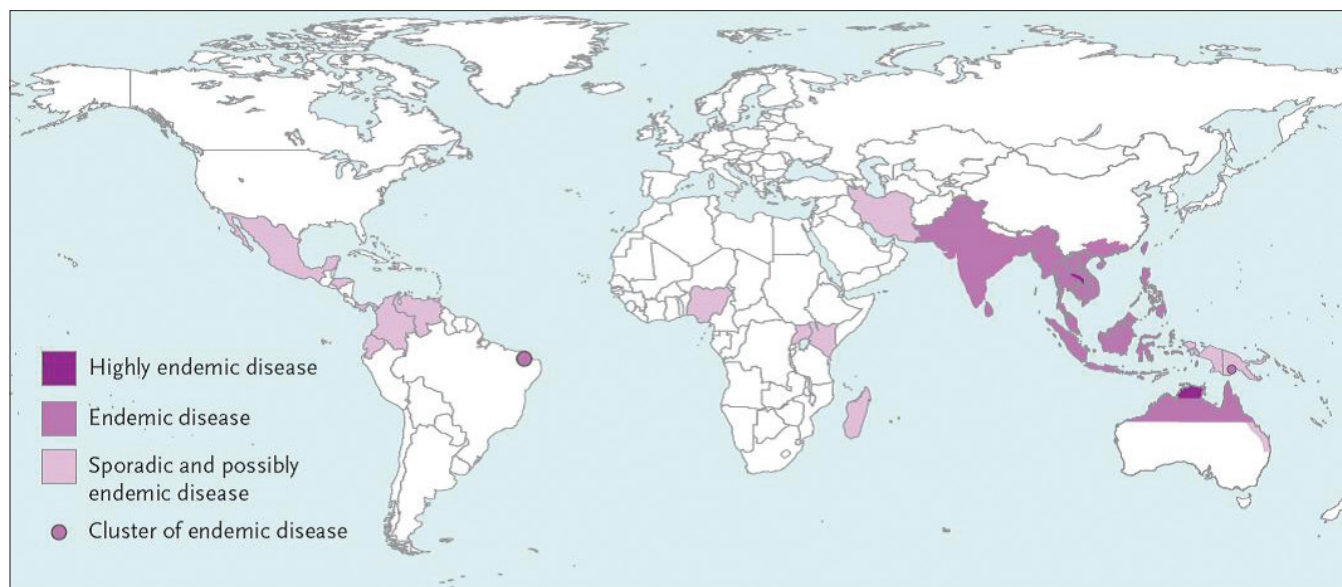 Highly endemic disease
Endemic disease
Sporadic and possibly
endemic disease
Cluster of endemic disease